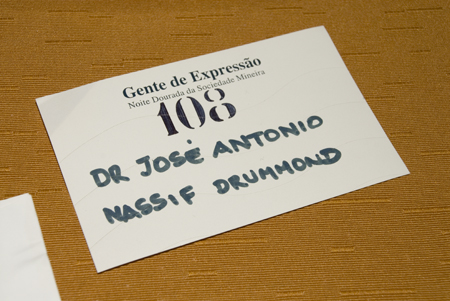 Gente de Expressão
Noite Dourada da Sociedade Mineira
108
DR JOSÉ ANTONIO
NASSIF DRUMMOND